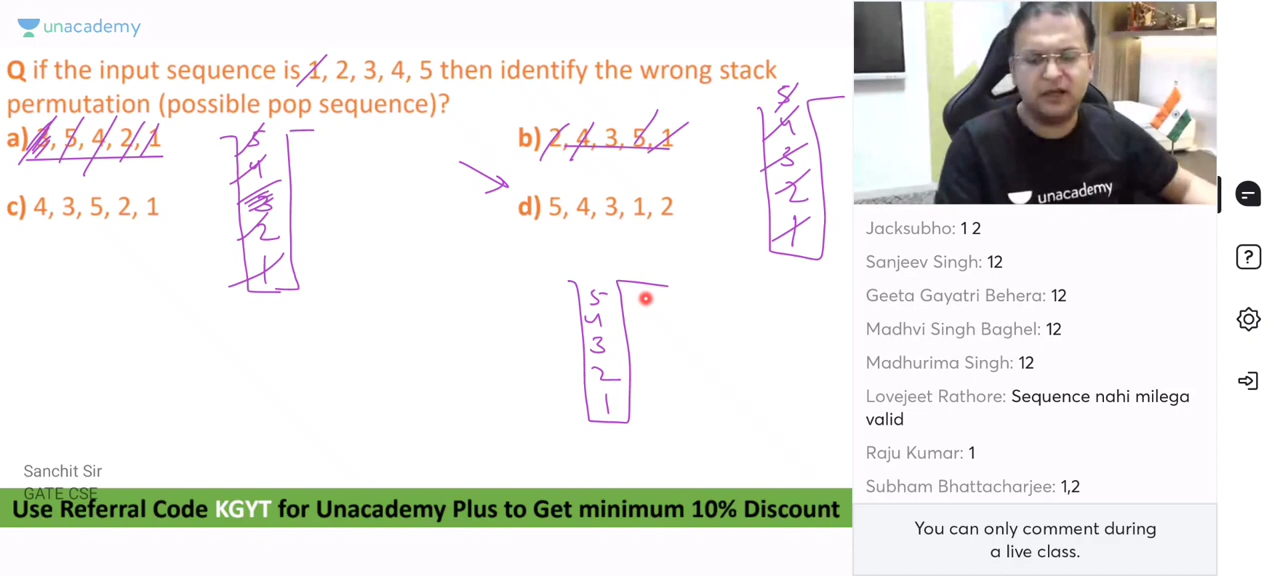 unacademy
Q if the input sequence is 1, 2, 3, 4, 5 then identify the wrong stack
permutation (possible pop sequence)?
a) 3, 5, 4, 2, 1
b) 2, 4, 3, 5, 1
c) 4, 3, 5, 2, 1
d) 5, 4, 3, 1, 2
5
4
3
2
1
5
4
3
2
1
5
4
3
2
1
unacademy
Jacksubho: 1 2
Sanjeev Singh: 12
Geeta Gayatri Behera: 12
Madhvi Singh Baghel: 12
Madhurima Singh: 12
Lovejeet Rathore: Sequence nahi milega
valid
Raju Kumar: 1
Subham Bhattacharjee: 1,2
Sanchit Sir
GATE CSE
Use Referral Code KGYT for Unacademy Plus to Get minimum 10% Discount
You can only comment during
a live class.